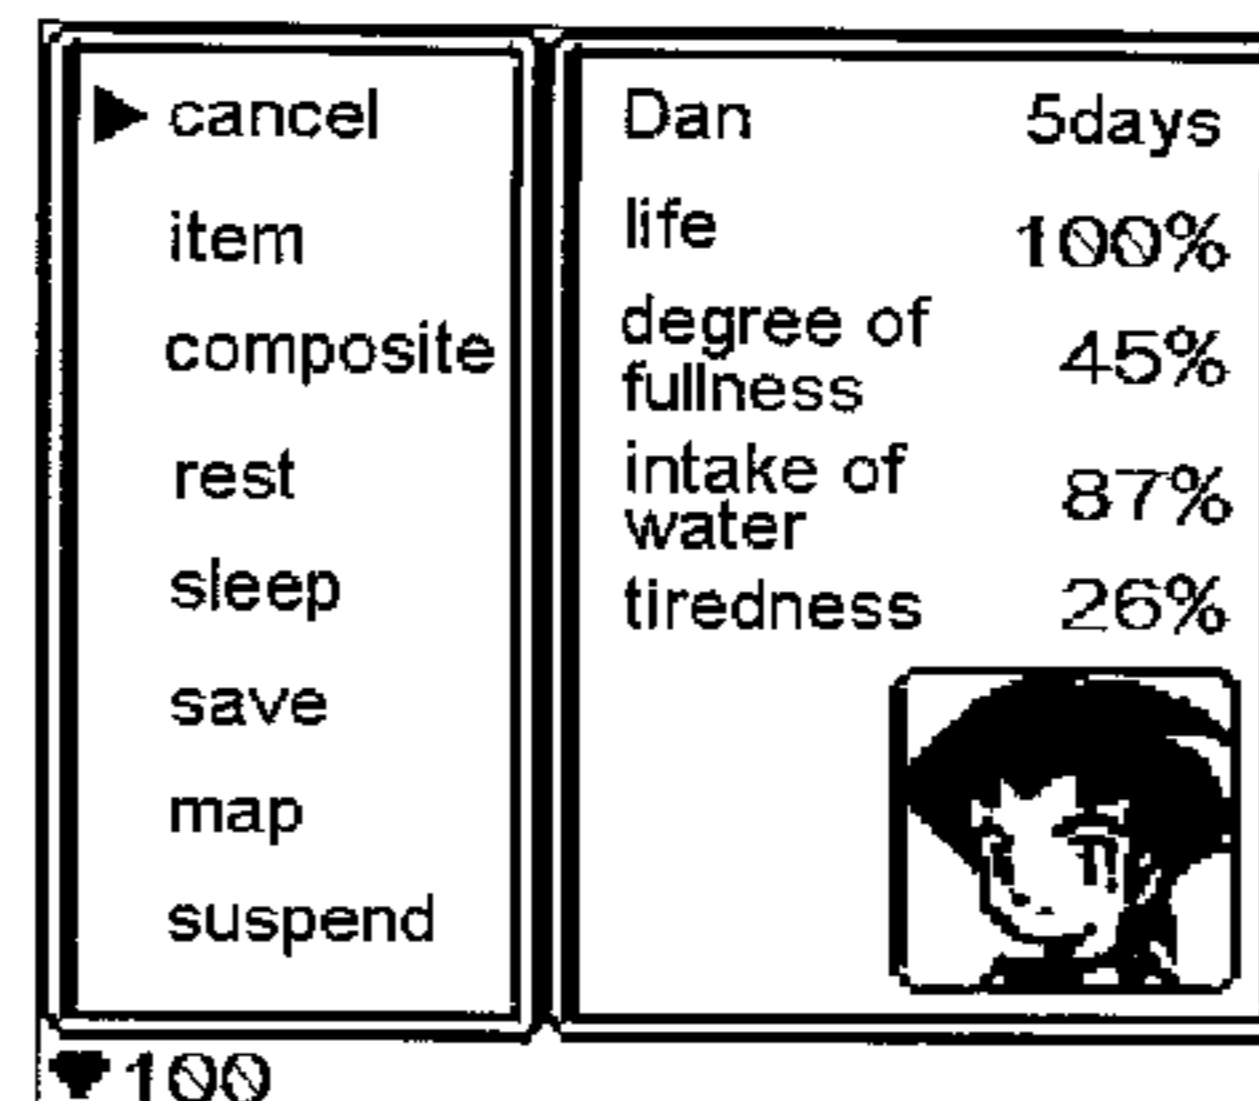 cancel
item
composite
rest
sleep
save
map
suspend
Dan 5days
life 100%
degree of
fullness 45%
intake of
water 87%
tiredness 26%
100